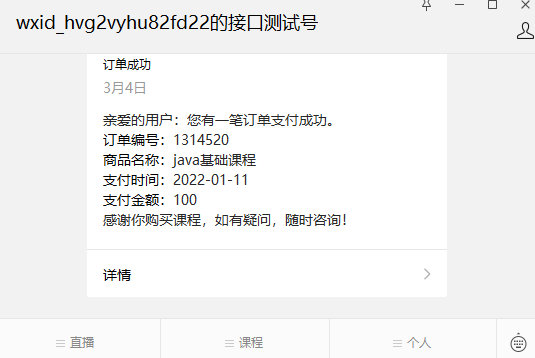 wxid_hvg2vyhu82fd22的接口测试号
订单成功
3月4日
亲爱的用户：您有一笔订单支付成功。
订单编号：1314520
商品名称：java基础课程
支付时间：2022-01-11
支付金额：100
感谢你购买课程，如有疑问，随时咨询！
详情
直播
课程
个人